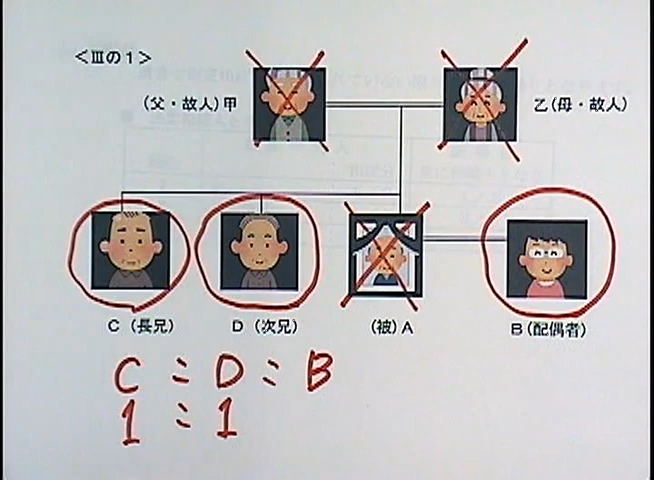 ＜Ⅲの１＞
(父・故人)甲
乙(母・故人)
C（長兄）
D（次兄）
(被)A
B(配偶者)
C : D : B
1 : 1